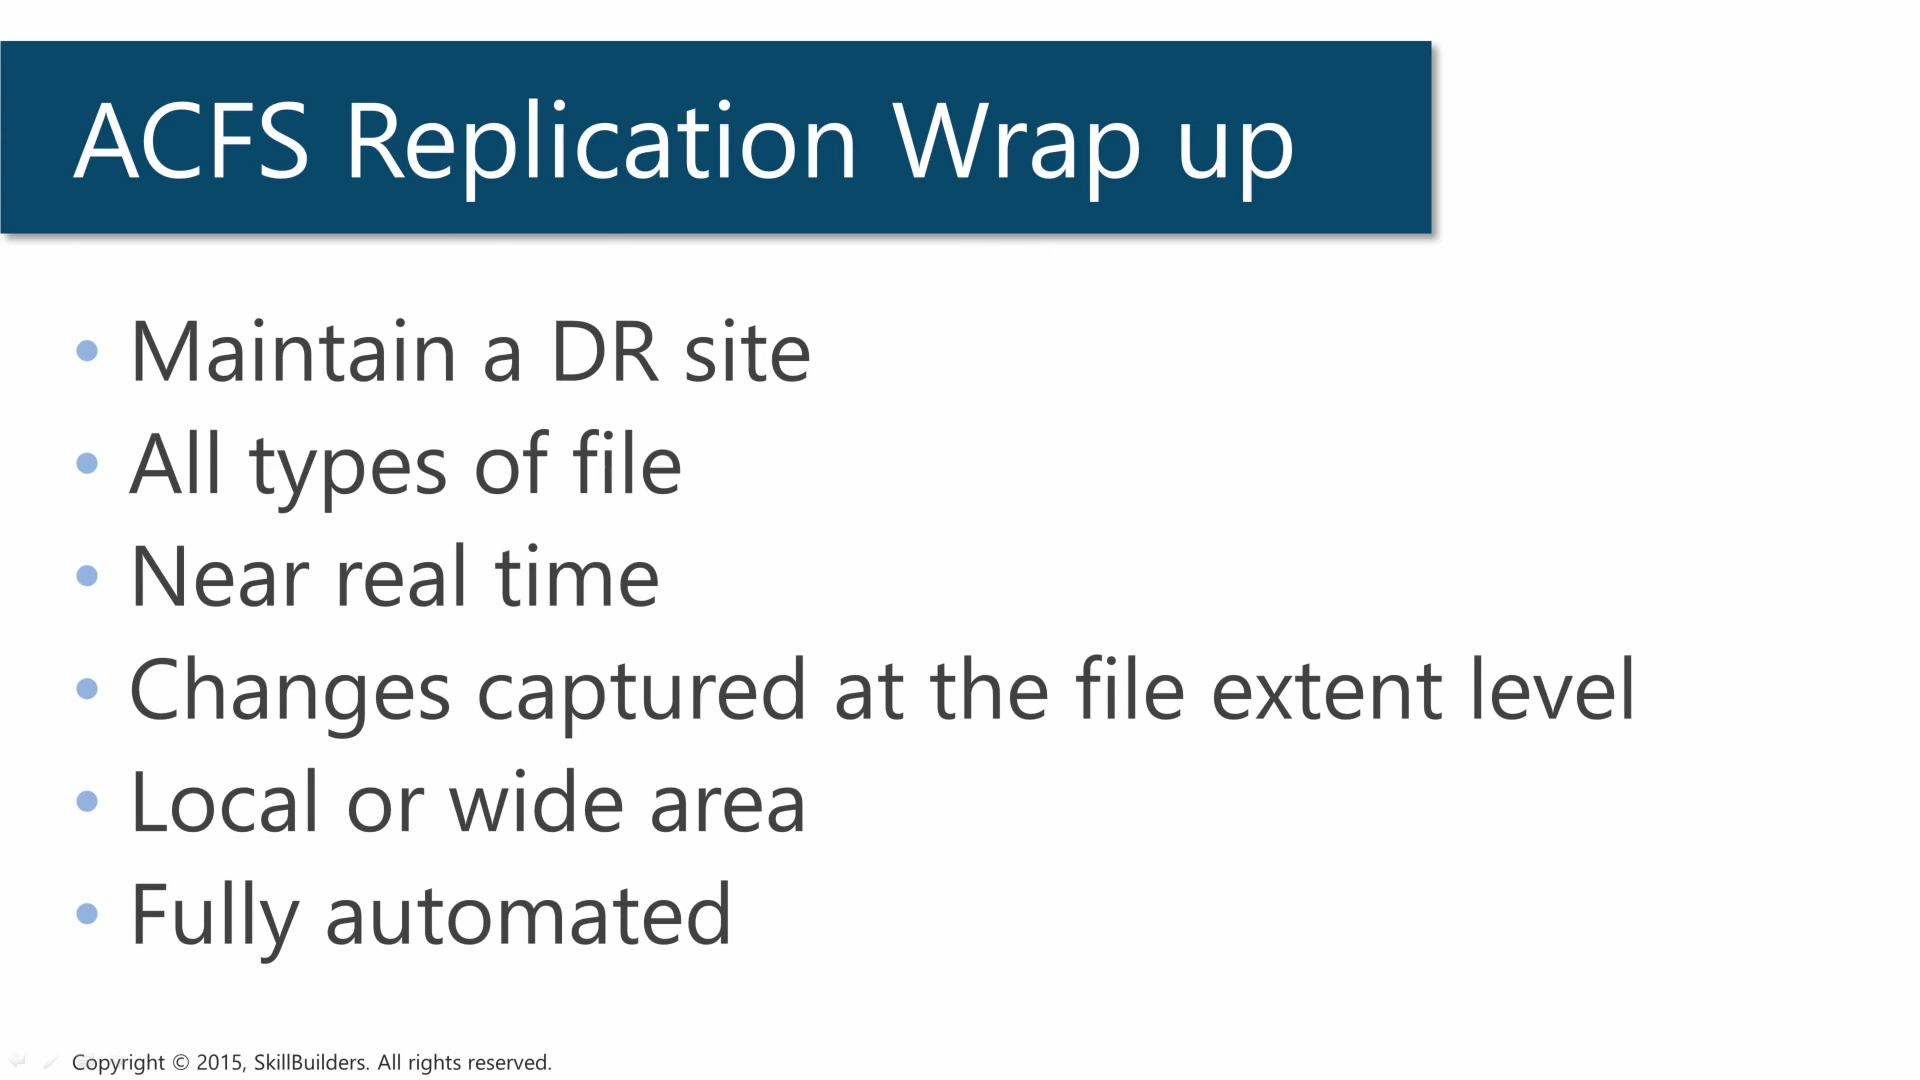 ACFS Replication Wrap up
• Maintain a DR site
• All types of file
• Near real time
• Changes captured at the file extent level
• Local or wide area
• Fully automated
Copyright © 2015, SkillBuilders. All rights reserved.